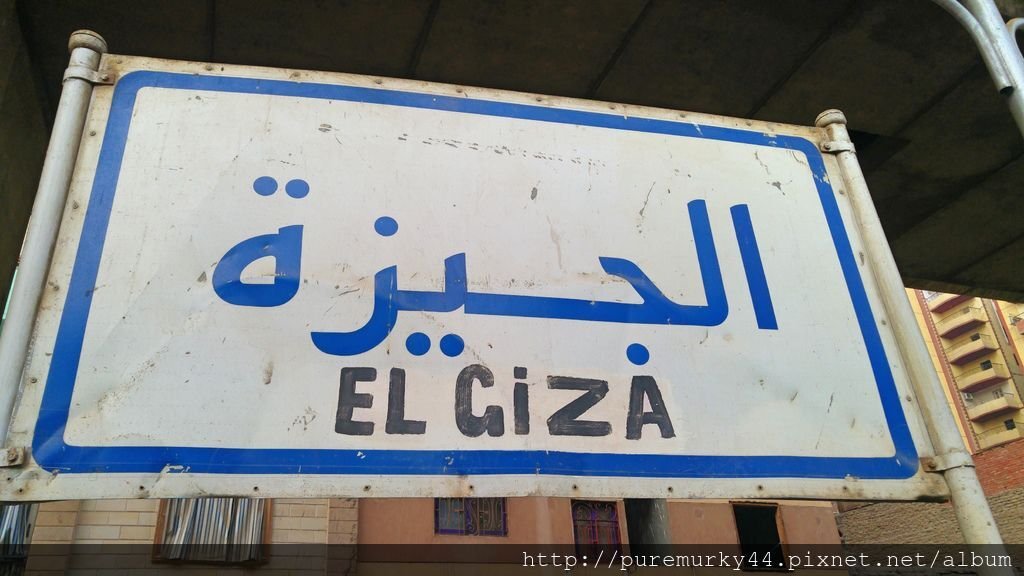 الجيزة
EL GiZA
http://puremurky44.pixnet.net/album